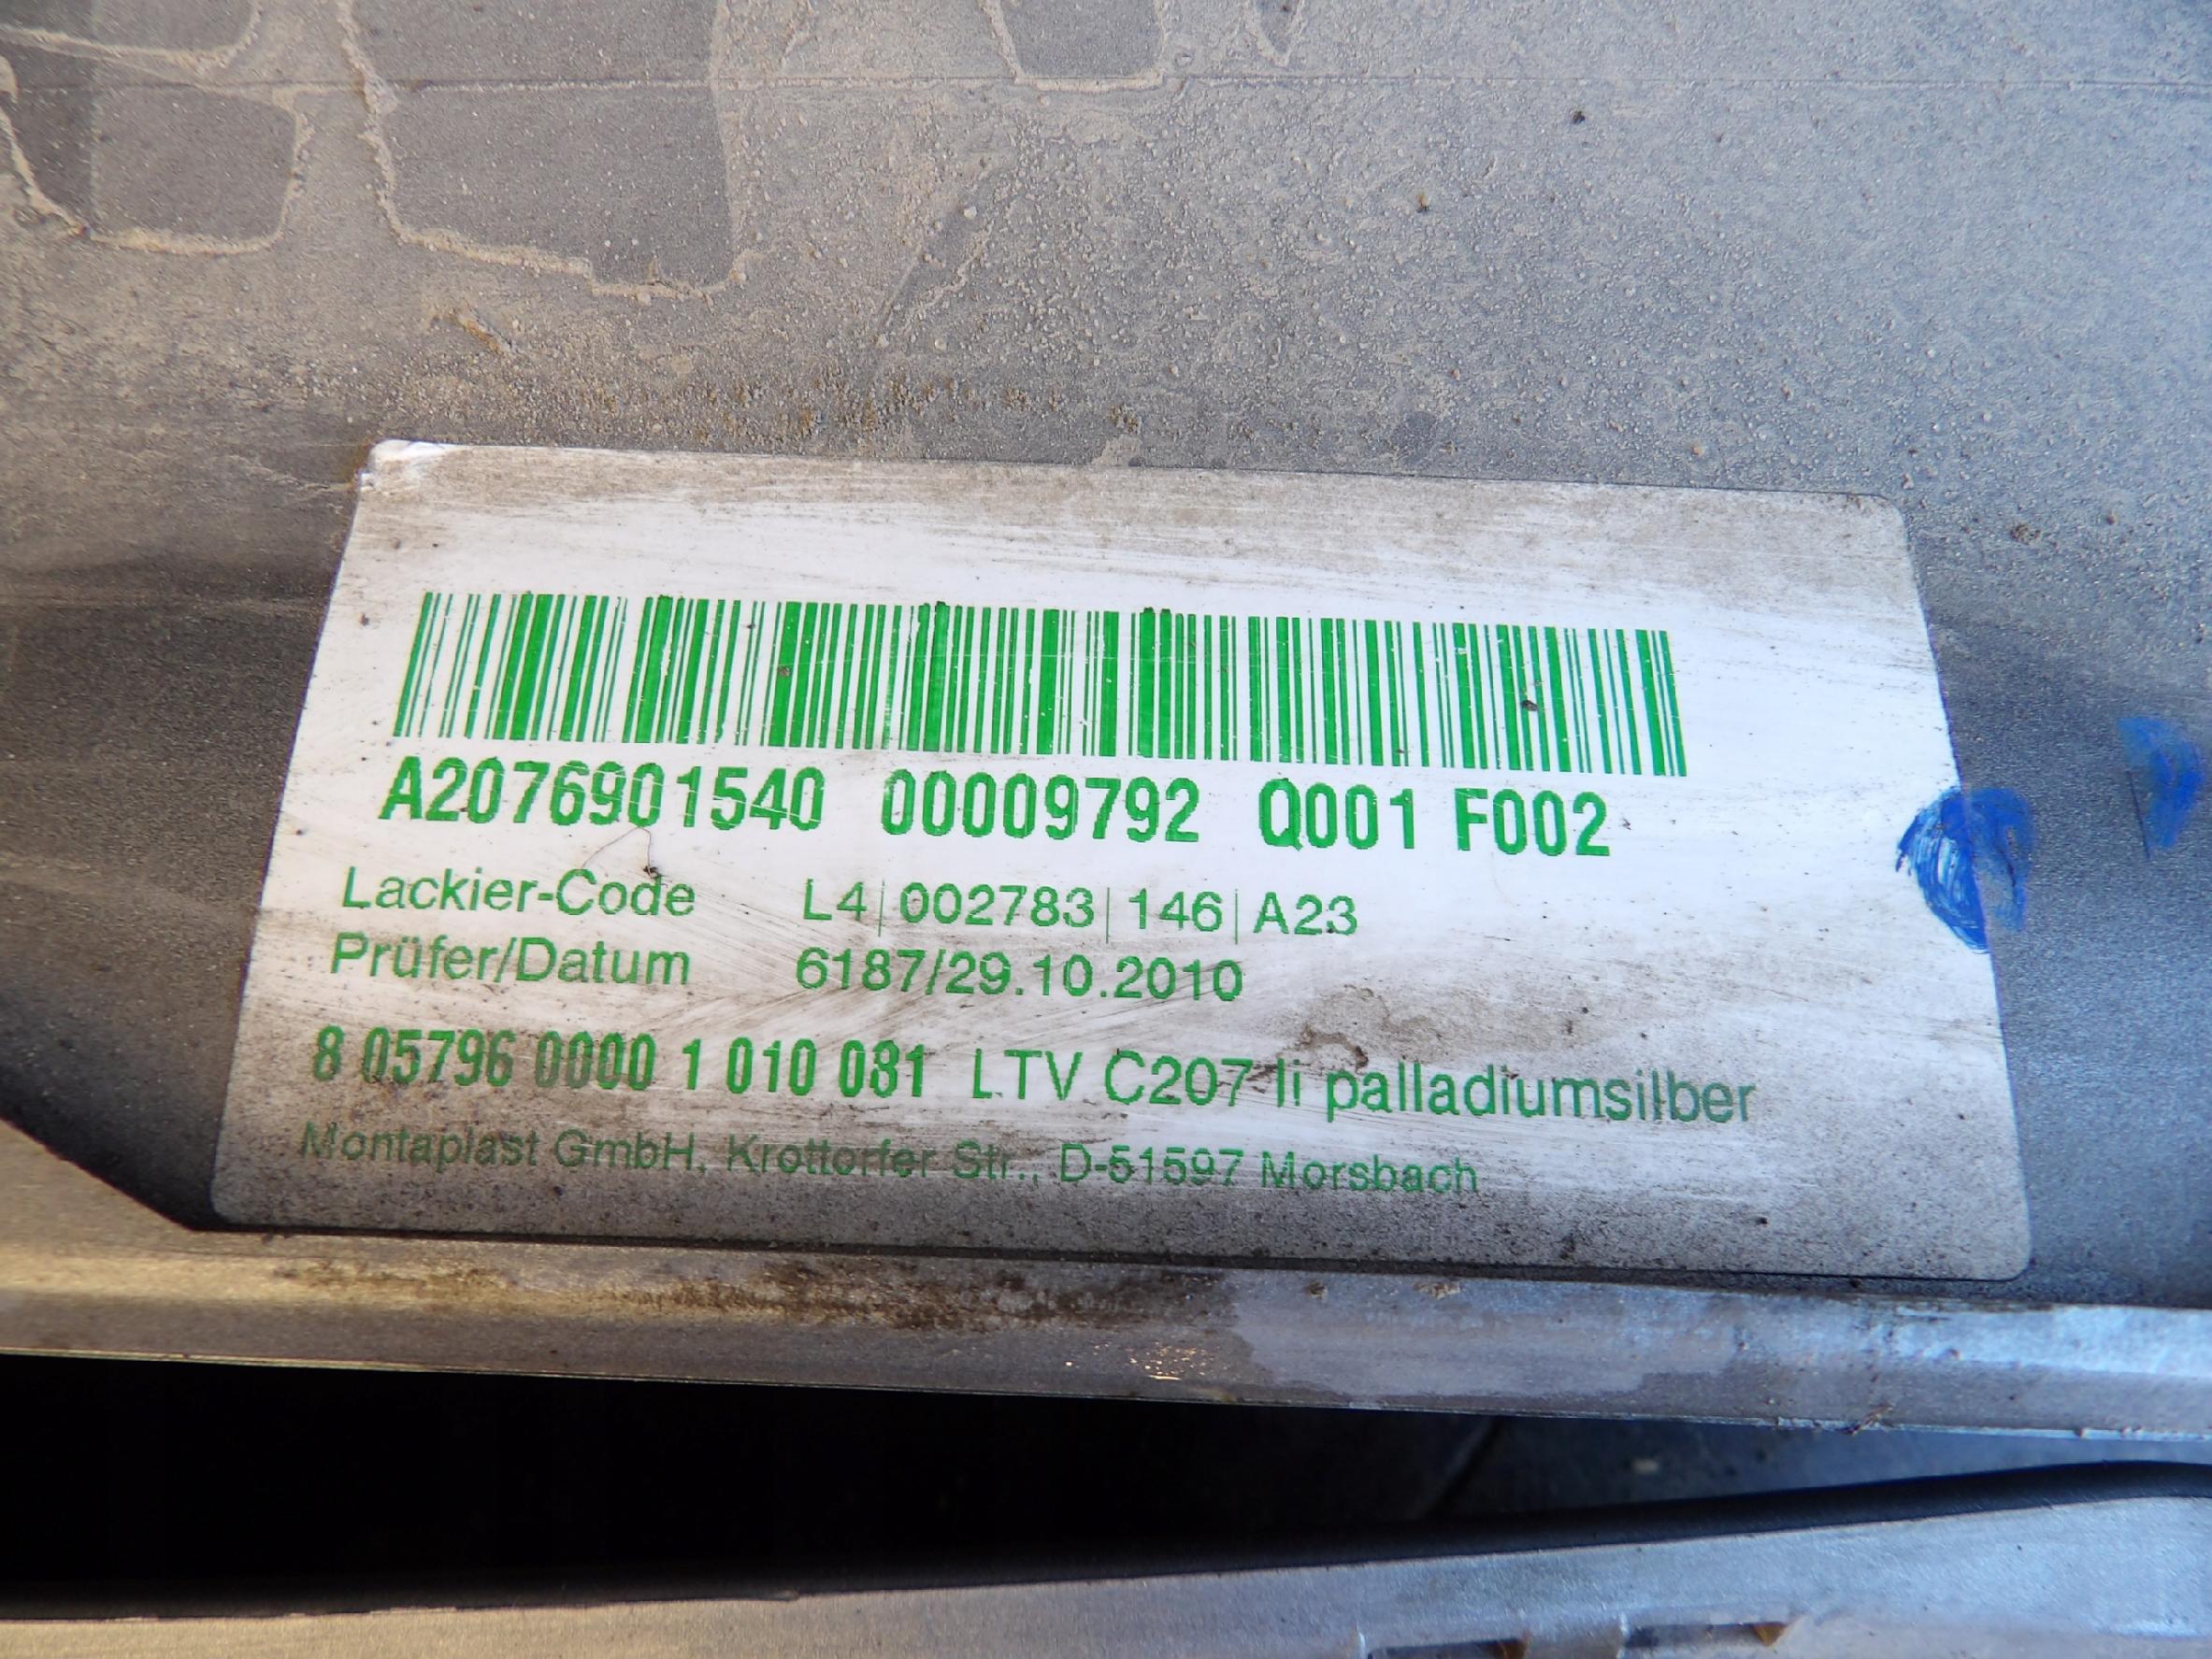 A2076901540 00009792 Q001 F002
Lackier-Code L4|002783|146|A23
Prüfer/Datum 6187/29.10.2010
8 05796 0000 1 010 031 LTV C207 li palladiumsilber
Montaplast GmbH, Krottorfer Str., D-51597 Morsbach